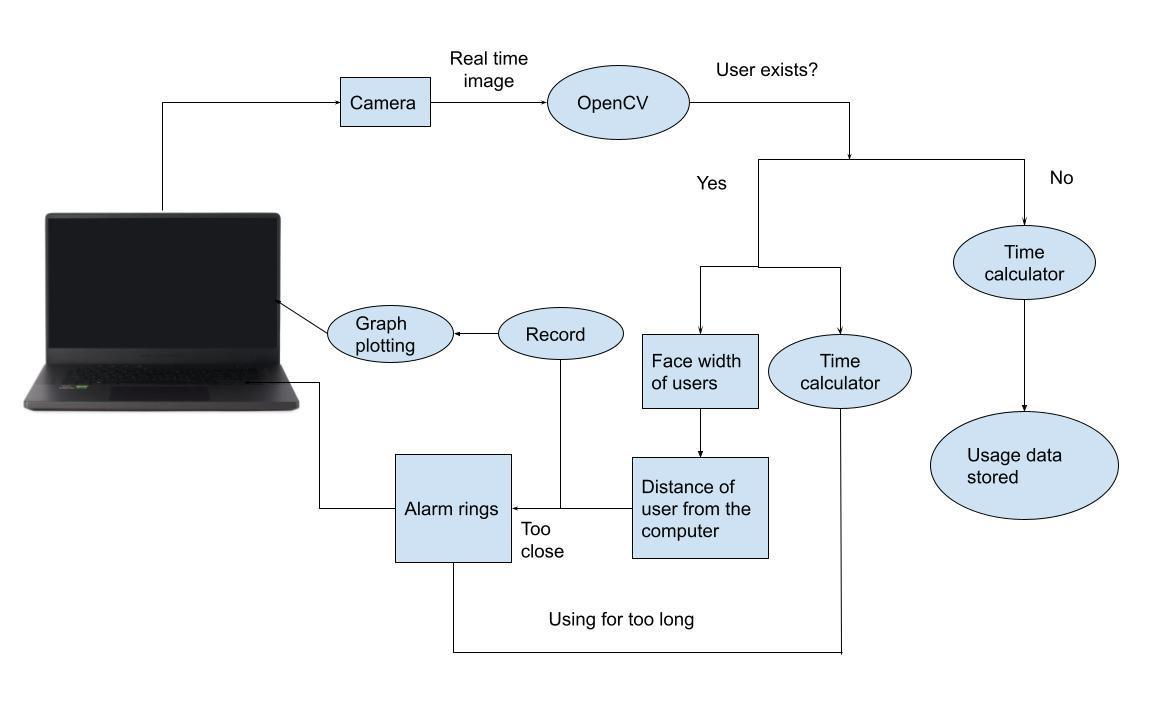 Real time
image
User exists?
Camera
OpenCV
Yes
No
Time
calculator
Graph
plotting
Record
Face width
of users
Time
calculator
Usage data
stored
Alarm rings
Distance of
user from the
computer
Too
close
Using for too long